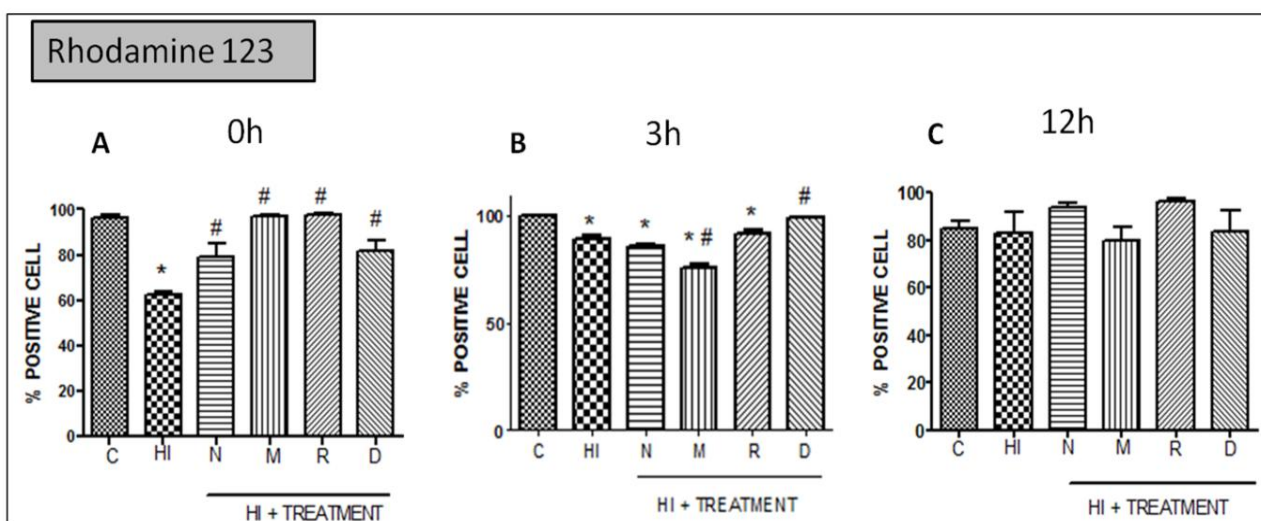 Rhodamine 123
A 0h
% POSITIVE CELL
100
80
60
40
20
0
*
#
#
#
#
C HI N M R D
HI + TREATMENT
B 3h
% POSITIVE CELL
100
50
0
*
*
* #
*
#
C HI N M R D
HI + TREATMENT
C 12h
% POSITIVE CELL
100
80
60
40
20
0
C HI N M R D
HI + TREATMENT